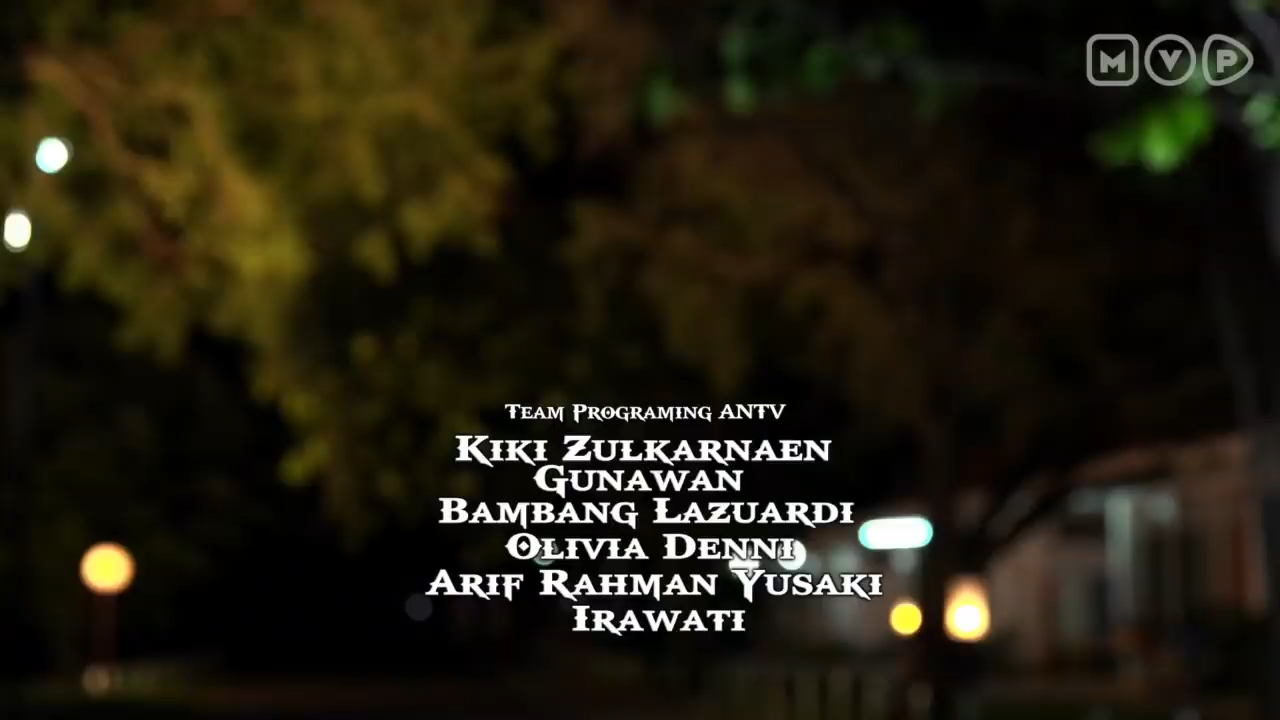 MVP
Team Programing ANTV
Kiki Zulkarnaen
Gunawan
Bambang Lazuardi
Olivia Denni
Arif Rahman Yusaki
Irawati